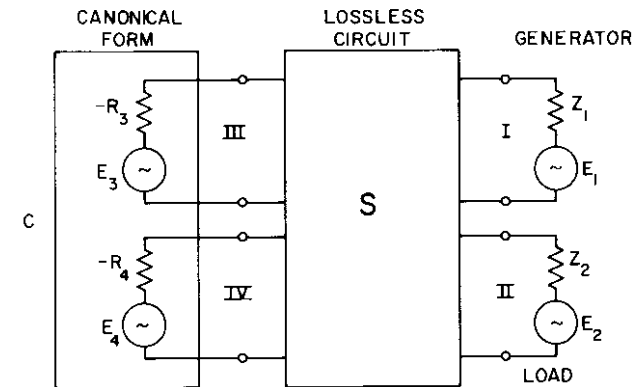 CANONICAL
FORM
LOSSLESS
CIRCUIT
GENERATOR
-R3
III
I
Z1
E3
~
~
E1
C
S
-R4
IV
II
Z2
E4
~
~
E2
LOAD